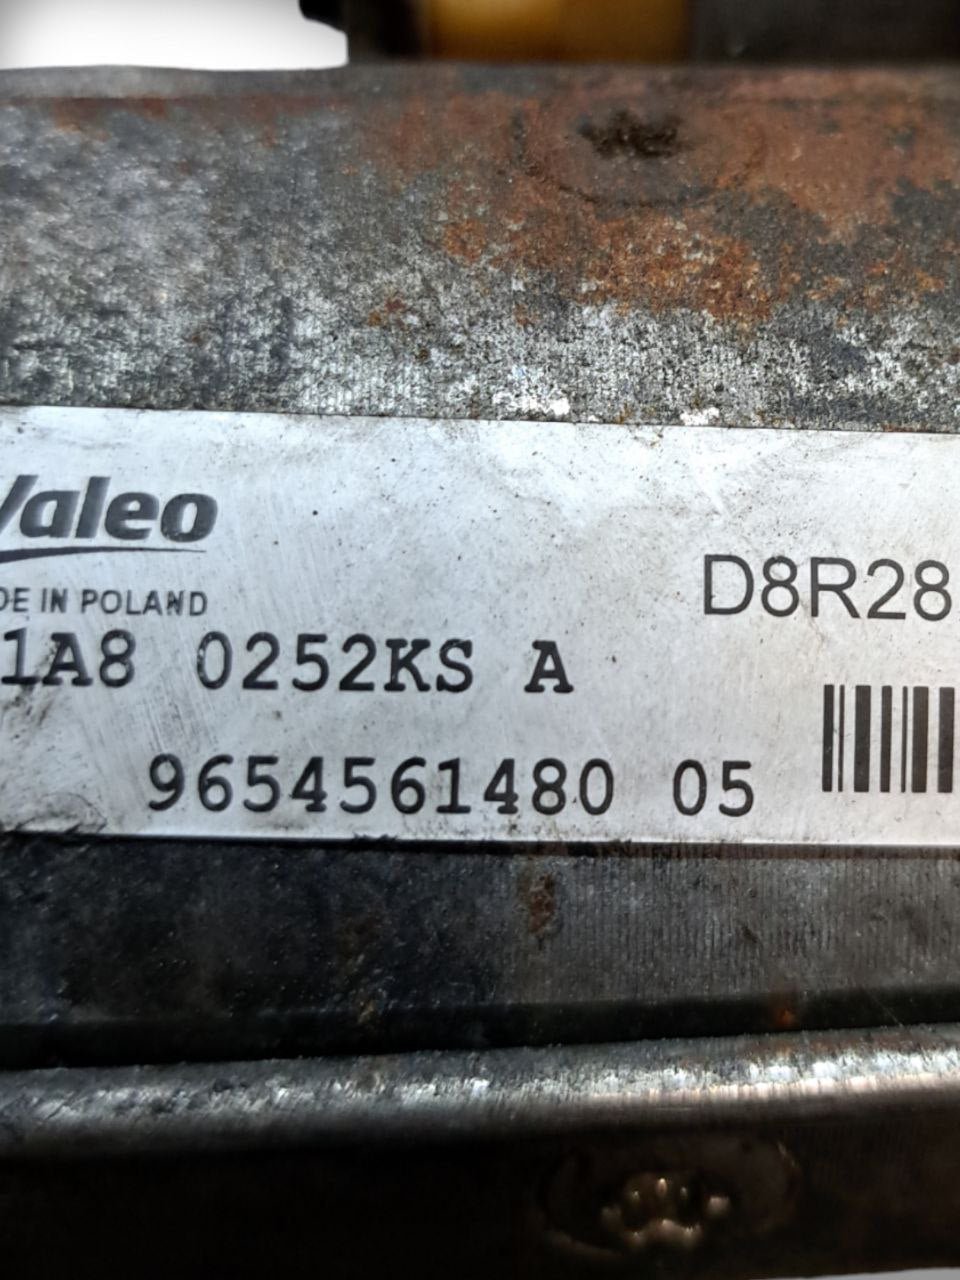 Valeo
DE IN POLAND
D8R28
1A8 0252KS A
9654561480 05